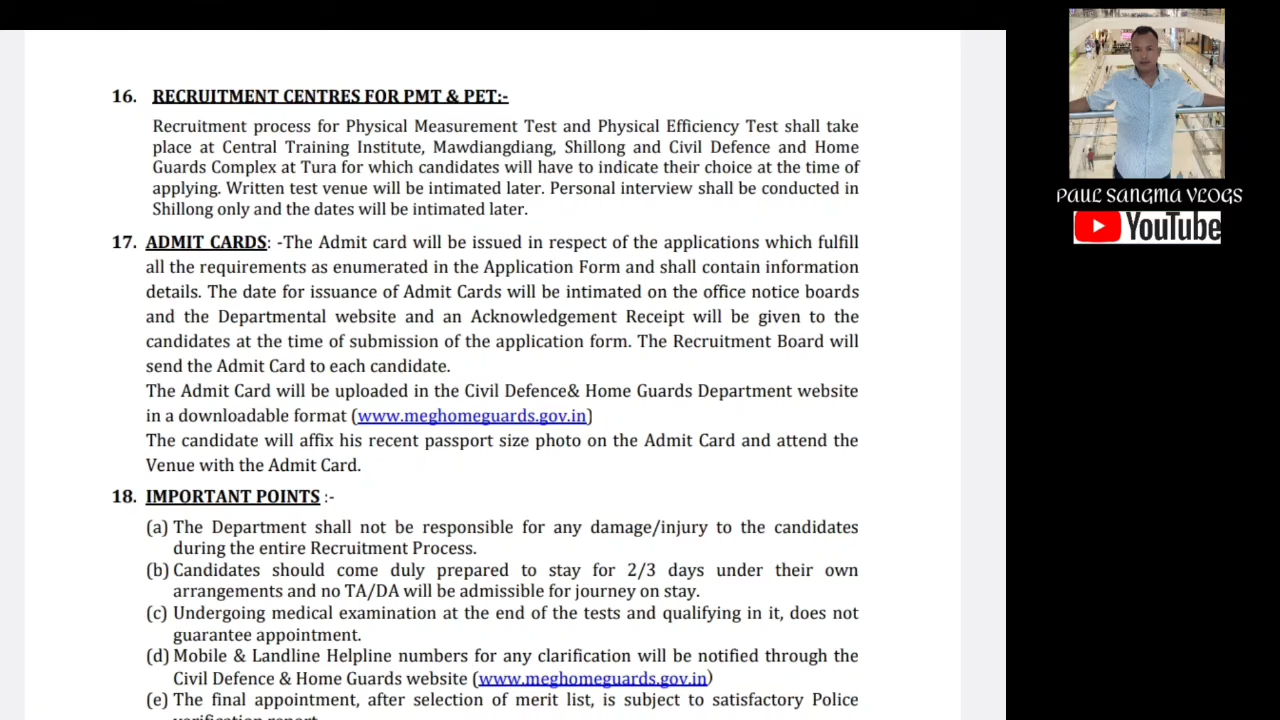 16. RECRUITMENT CENTRES FOR PMT & PET:-
Recruitment process for Physical Measurement Test and Physical Efficiency Test shall take
place at Central Training Institute, Mawdiangdiang, Shillong and Civil Defence and Home
Guards Complex at Tura for which candidates will have to indicate their choice at the time of
applying. Written test venue will be intimated later. Personal interview shall be conducted in
Shillong only and the dates will be intimated later.
17. ADMIT CARDS: -The Admit card will be issued in respect of the applications which fulfill
all the requirements as enumerated in the Application Form and shall contain information
details. The date for issuance of Admit Cards will be intimated on the office notice boards
and the Departmental website and an Acknowledgement Receipt will be given to the
candidates at the time of submission of the application form. The Recruitment Board will
send the Admit Card to each candidate.
The Admit Card will be uploaded in the Civil Defence& Home Guards Department website
in a downloadable format (www.meghomeguards.gov.in)
The candidate will affix his recent passport size photo on the Admit Card and attend the
Venue with the Admit Card.
18. IMPORTANT POINTS :-
(a) The Department shall not be responsible for any damage/injury to the candidates
during the entire Recruitment Process.
(b) Candidates should come duly prepared to stay for 2/3 days under their own
arrangements and no TA/DA will be admissible for journey on stay.
(c) Undergoing medical examination at the end of the tests and qualifying in it, does not
guarantee appointment.
(d) Mobile & Landline Helpline numbers for any clarification will be notified through the
Civil Defence & Home Guards website (www.meghomeguards.gov.in)
(e) The final appointment, after selection of merit list, is subject to satisfactory Police
verification report
PAUL SANGMA VLOGS
YouTube